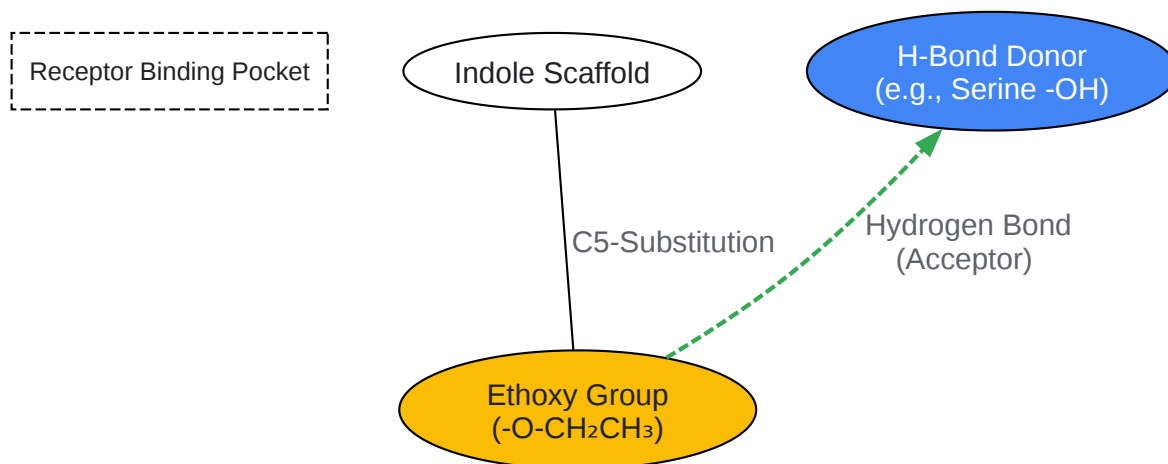 Receptor Binding Pocket
Indole Scaffold
H-Bond Donor
(e.g., Serine -OH)
C5-Substitution
Hydrogen Bond
(Acceptor)
Ethoxy Group
(-O-CH₂CH₃)